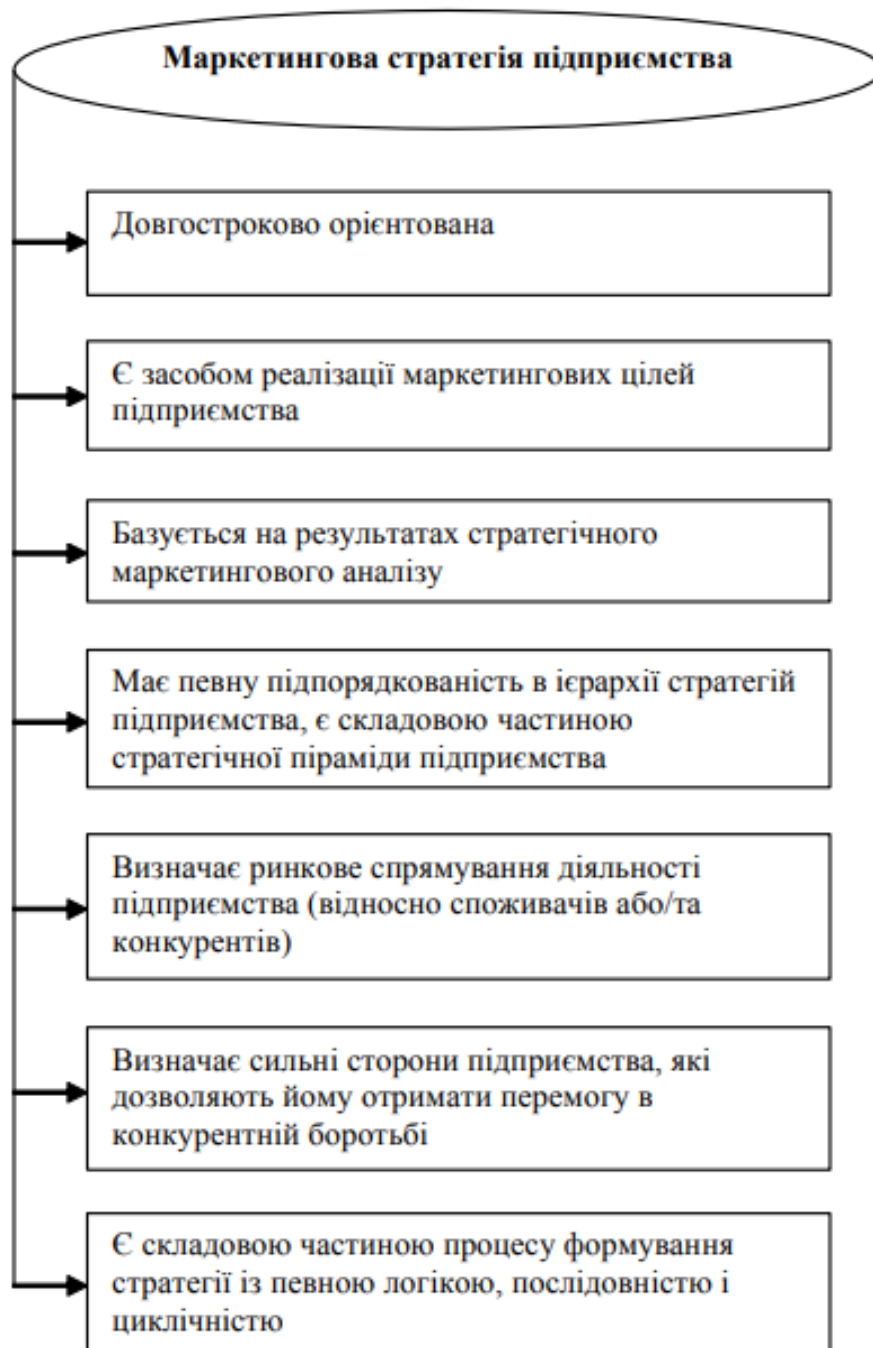 Маркетингова стратегія підприємства
Довгостроково орієнтована
Є засобом реалізації маркетингових цілей
підприємства
Базується на результатах стратегічного
маркетингового аналізу
Має певну підпорядкованість в ієрархії стратегій
підприємства, є складовою частиною
стратегічної піраміди підприємства
Визначає ринкове спрямування діяльності
підприємства (відносно споживачів або/та
конкурентів)
Визначає сильні сторони підприємства, які
дозволяють йому отримати перемогу в
конкурентній боротьбі
Є складовою частиною процесу формування
стратегії із певною логікою, послідовністю і
циклічністю